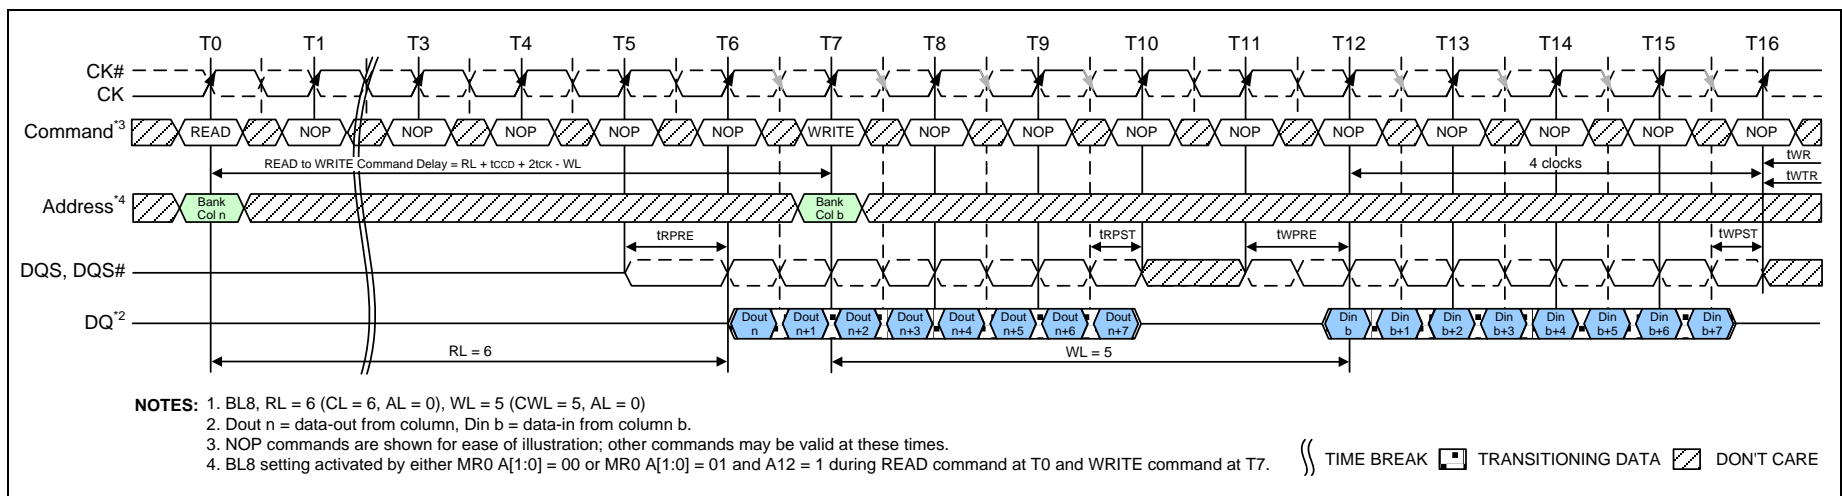 T0 T1 T3 T4 T5 T6 T7 T8 T9 T10 T11 T12 T13 T14 T15 T16
CK#
CK
Command*3 READ NOP NOP NOP NOP NOP WRITE NOP NOP NOP NOP NOP NOP NOP NOP NOP
READ to WRITE Command Delay = RL + tCCD + 2tCK - WL
4 clocks
tWR
tWTR
Address*4 Bank Col n Bank Col b
tRPRE tRPST tWPRE tWPST
DQS, DQS#
DQ*2 Dout n Dout n+1 Dout n+2 Dout n+3 Dout n+4 Dout n+5 Dout n+6 Dout n+7 Din b Din b+1 Din b+2 Din b+3 Din b+4 Din b+5 Din b+6 Din b+7
RL = 6 WL = 5
NOTES: 1. BL8, RL = 6 (CL = 6, AL = 0), WL = 5 (CWL = 5, AL = 0)
2. Dout n = data-out from column, Din b = data-in from column b.
3. NOP commands are shown for ease of illustration; other commands may be valid at these times.
4. BL8 setting activated by either MR0 A[1:0] = 00 or MR0 A[1:0] = 01 and A12 = 1 during READ command at T0 and WRITE command at T7.
TIME BREAK TRANSITIONING DATA DON'T CARE